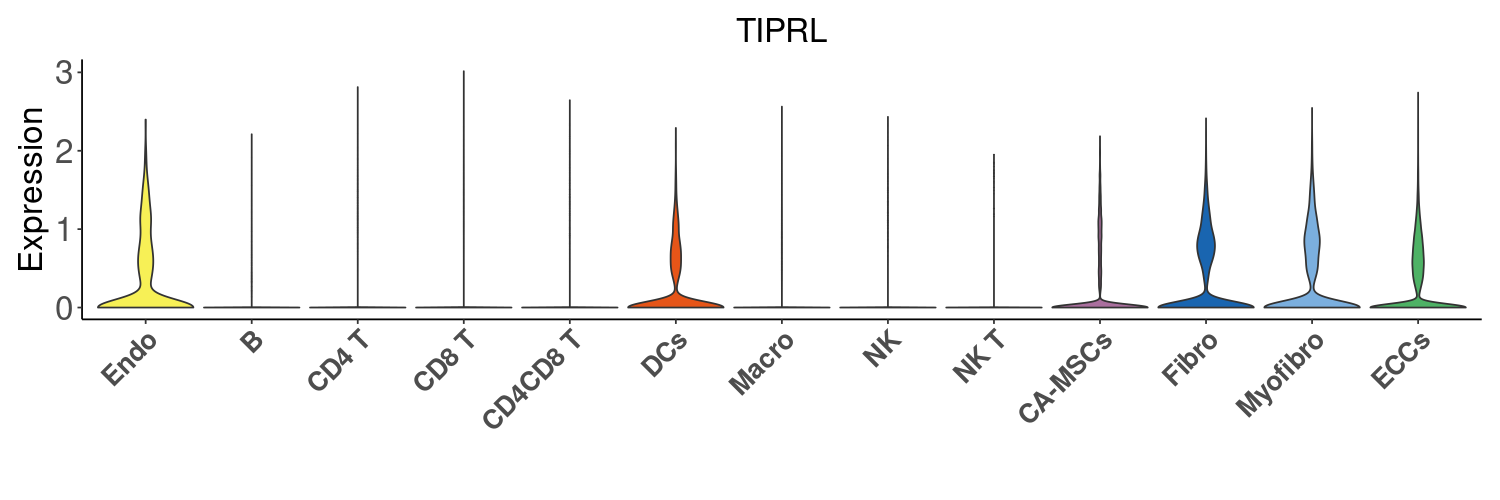 TIPRL
Expression
3
2
1
0
Endo
B
CD4 T
CD8 T
CD4CD8 T
DCs
Macro
NK
NK T
CA-MSCs
Fibro
Myofibro
ECCs